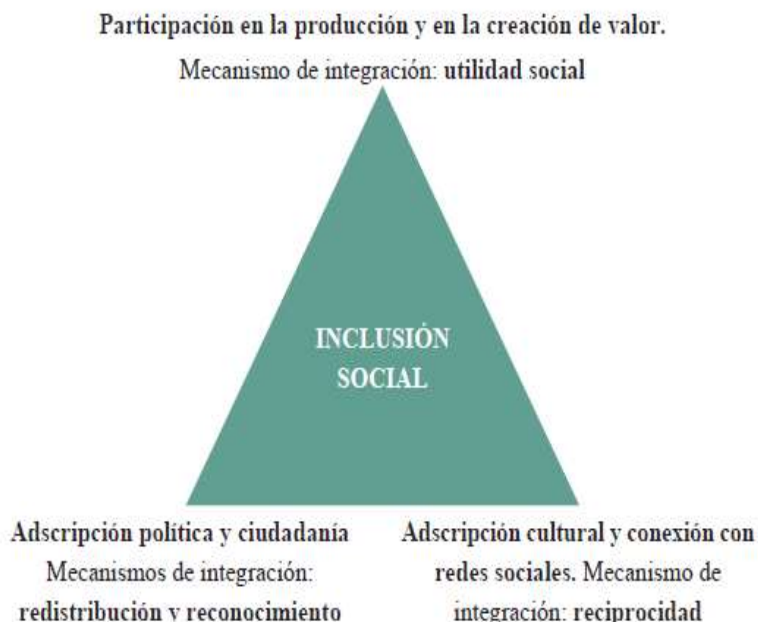 Participación en la producción y en la creación de valor.
Mecanismo de integración: utilidad social
INCLUSIÓN
SOCIAL
Adscripción política y ciudadanía
Mecanismos de integración:
redistribución y reconocimiento
Adscripción cultural y conexión con
redes sociales. Mecanismo de
integración: reciprocidad